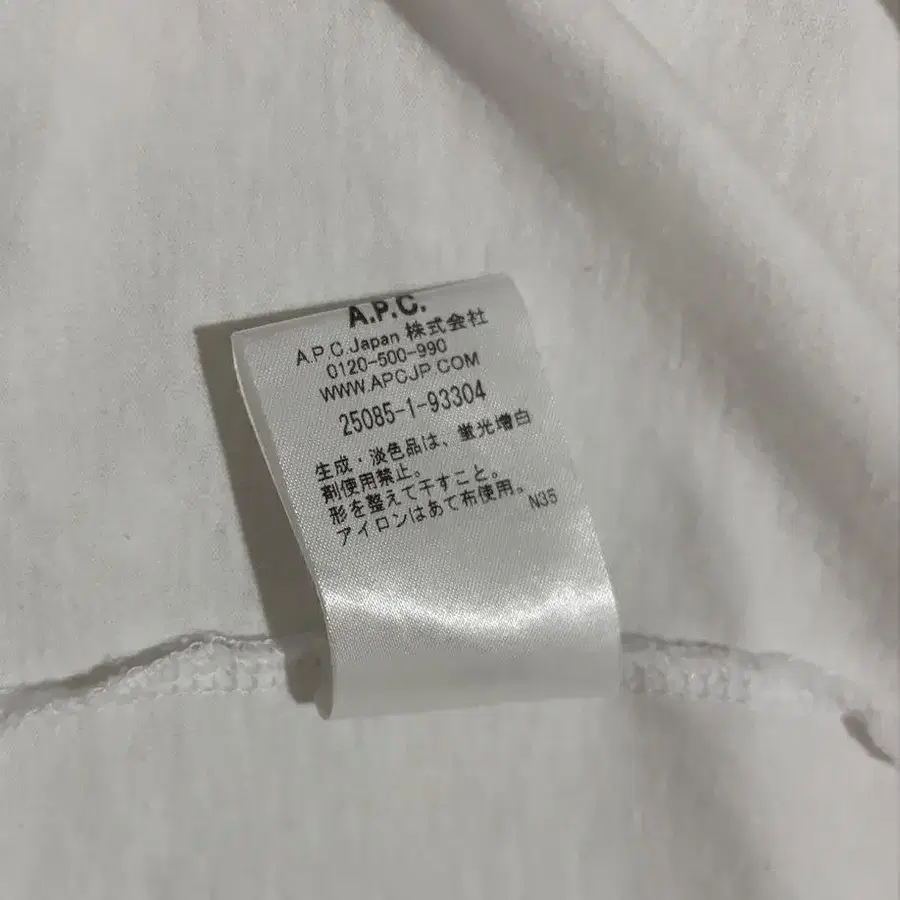 A.P.C.
A.P.C.Japan 株式会社
0120-500-990
WWW.APCJP.COM
25085-1-93304
生成・淡色品は、蛍光増白
剤使用禁止。
形を整えて干すこと。
アイロンはあて布使用。
N35